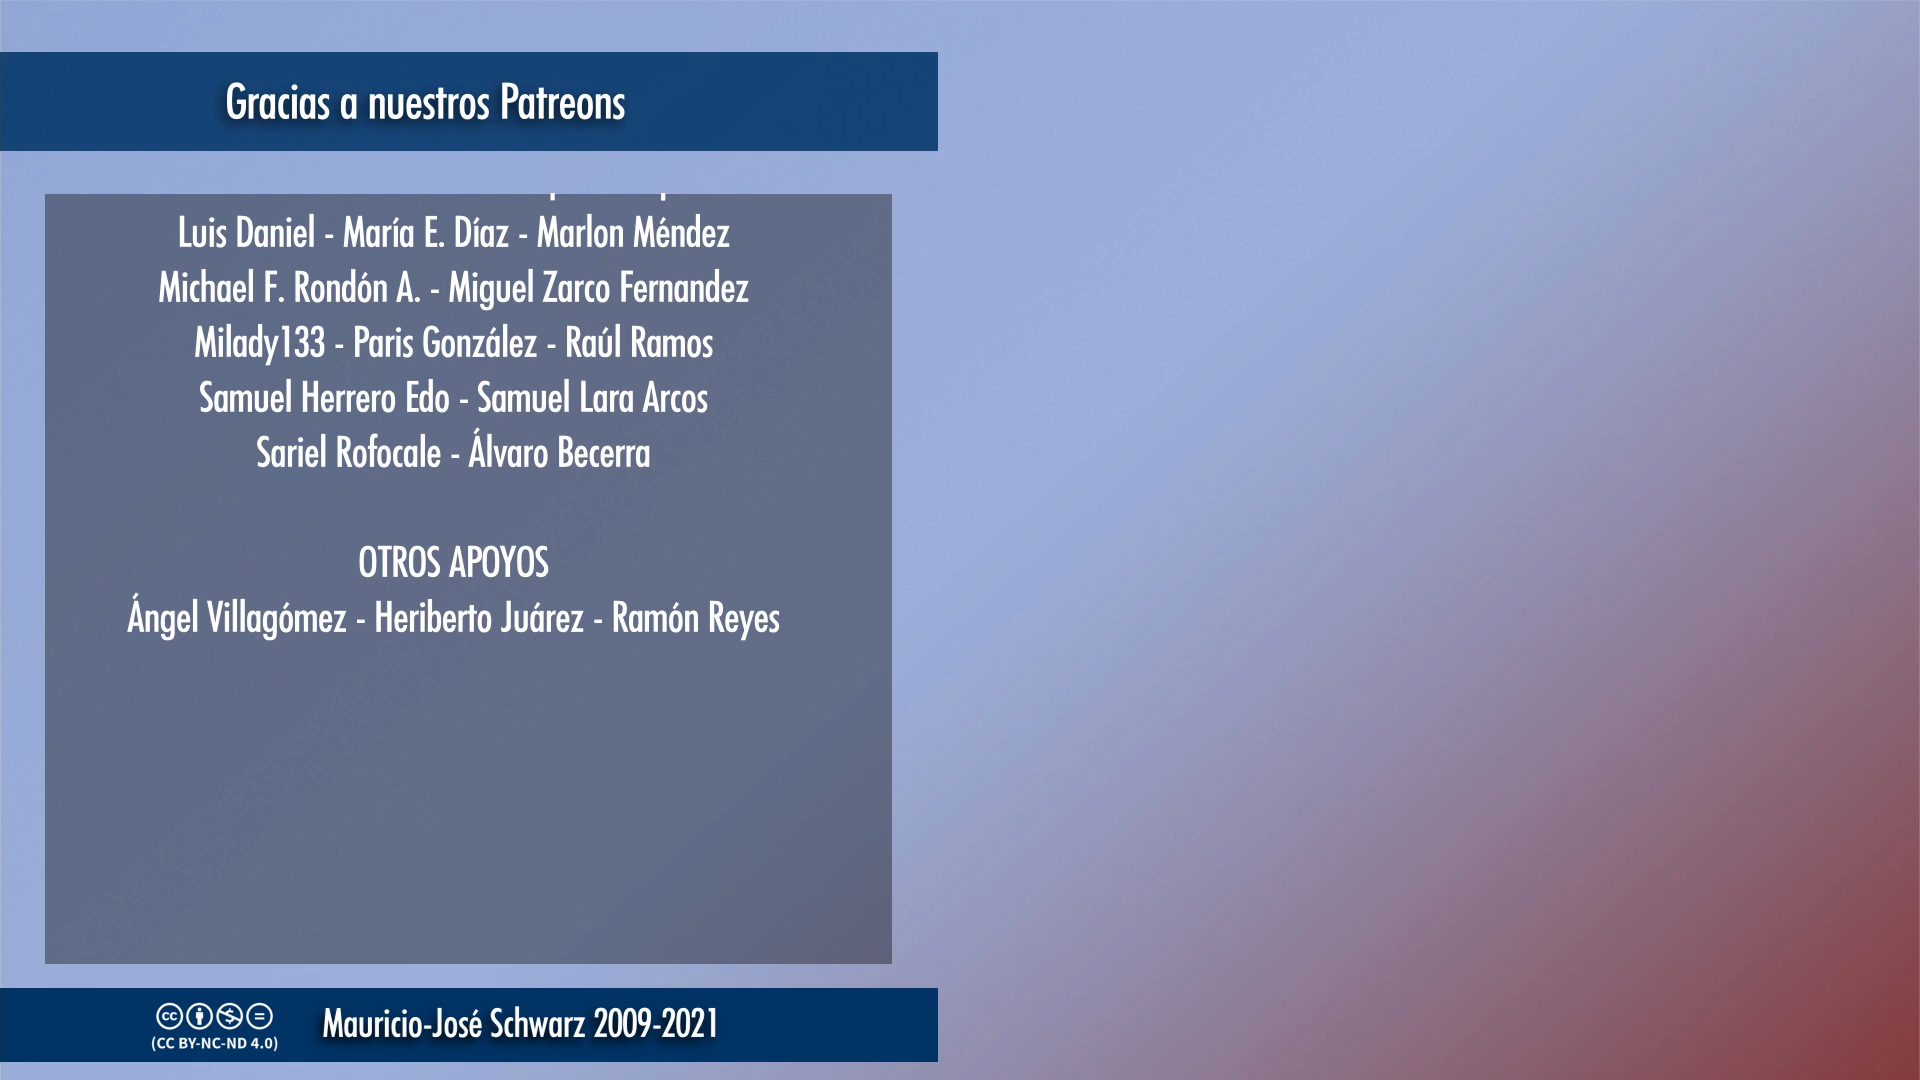 Gracias a nuestros Patreons
Luis Daniel - María E. Díaz - Marlon Méndez
Michael F. Rondón A. - Miguel Zarco Fernandez
Milady133 - Paris González - Raúl Ramos
Samuel Herrero Edo - Samuel Lara Arcos
Sariel Rofocale - Álvaro Becerra
OTROS APOYOS
Ángel Villagómez - Heriberto Juárez - Ramón Reyes
(CC BY-NC-ND 4.0)
Mauricio-José Schwarz 2009-2021